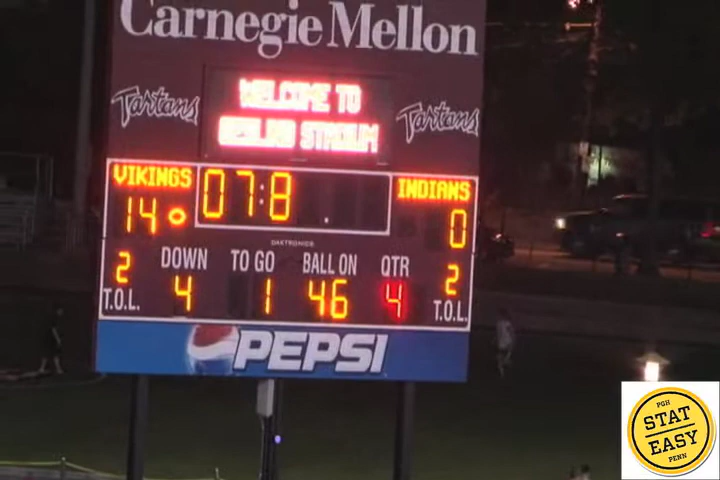 Carnegie Mellon
WELCOME TO
GESLING STADIUM
Tartans
Tartans
VIKINGS 07:8 INDIANS
14 0
DAKTRONICS
2 DOWN TO GO BALL ON QTR 2
T.O.L. 4 1 46 4 T.O.L.
PEPSI
PGH
STAT
EASY
PENN